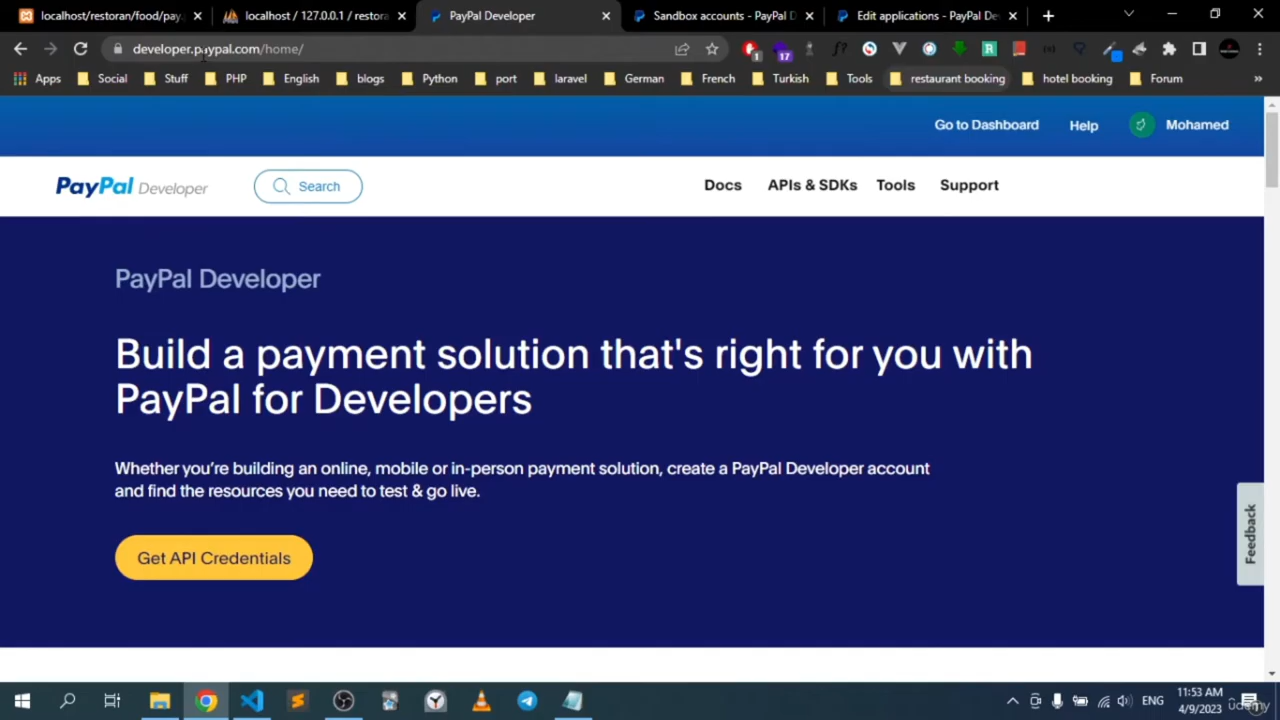 localhost/restoran/food/pay
localhost / 127.0.0.1 / restora
PayPal Developer
Sandbox accounts - PayPal D
Edit applications - PayPal De
developer.paypal.com/home/
1
17
Apps
Social
Stuff
PHP
English
blogs
Python
port
laravel
German
French
Turkish
Tools
restaurant booking
hotel booking
Forum
»
Go to Dashboard
Help
Mohamed
PayPal Developer
Search
Docs
APIs & SDKs
Tools
Support
PayPal Developer
Build a payment solution that's right for you with
PayPal for Developers
Whether you're building an online, mobile or in-person payment solution, create a PayPal Developer account
and find the resources you need to test & go live.
Get API Credentials
Feedback
ENG
11:53 AM
4/9/2023
udemy